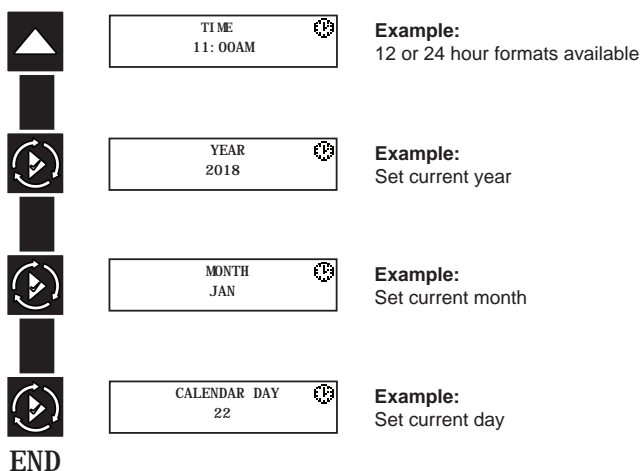 TIME
11:00AM
Example:
12 or 24 hour formats available
YEAR
2018
Example:
Set current year
MONTH
JAN
Example:
Set current month
CALENDAR DAY
22
Example:
Set current day
END